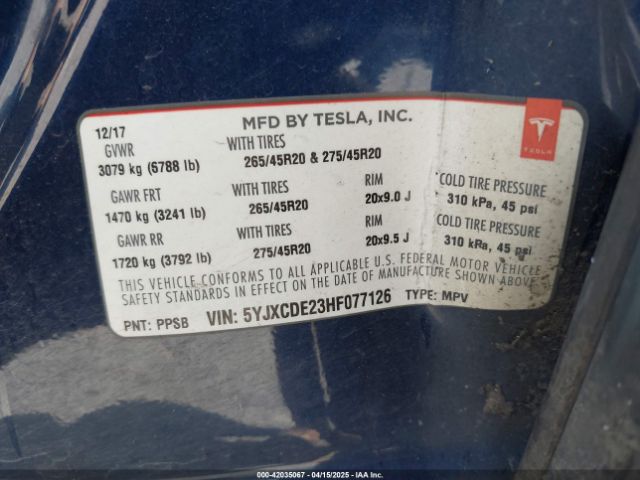 MFD BY TESLA, INC.
TESLA
12/17
GVWR WITH TIRES
3079 kg (6788 lb) 265/45R20 & 275/45R20
GAWR FRT WITH TIRES RIM COLD TIRE PRESSURE
1470 kg (3241 lb) 265/45R20 20x9.0 J 310 kPa, 45 psi
GAWR RR WITH TIRES RIM COLD TIRE PRESSURE
1720 kg (3792 lb) 275/45R20 20x9.5 J 310 kPa, 45 psi
THIS VEHICLE CONFORMS TO ALL APPLICABLE U.S. FEDERAL MOTOR VEHICLE
SAFETY STANDARDS IN EFFECT ON THE DATE OF MANUFACTURE SHOWN ABOVE
PNT: PPSB VIN: 5YJXCDE23HF077126 TYPE: MPV
000-42035067 - 04/15/2025 - IAA Inc.